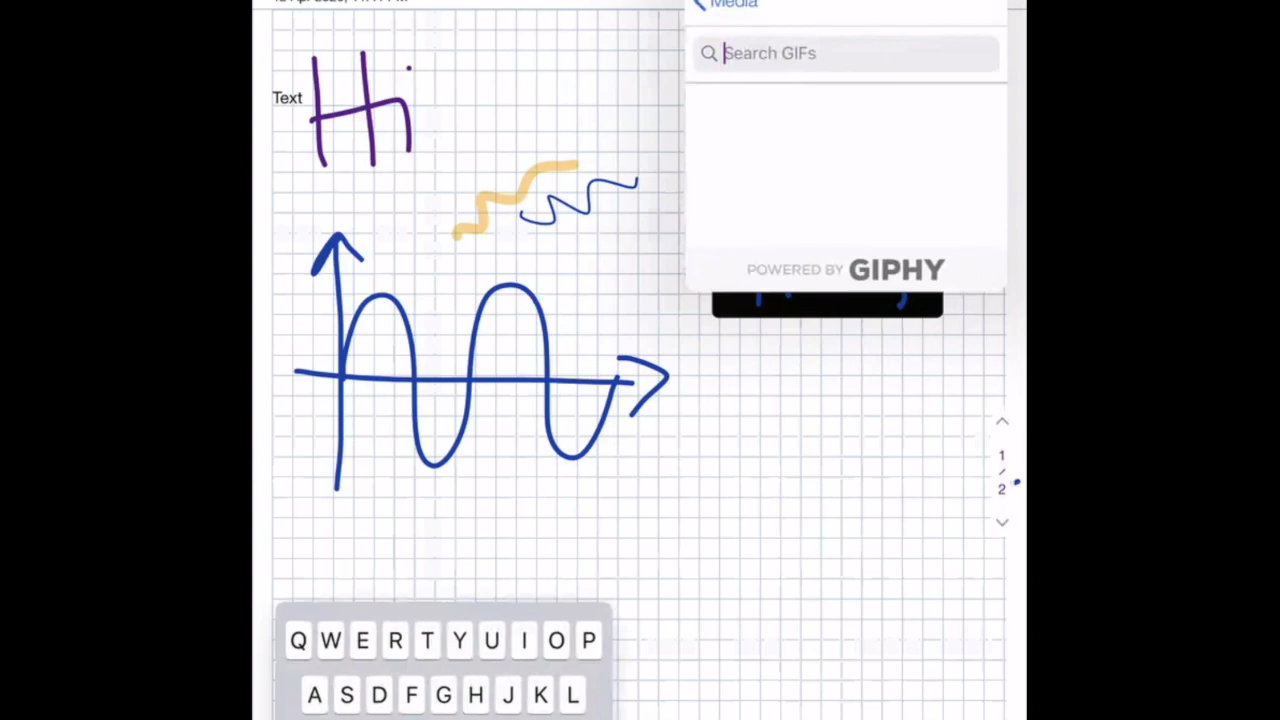 Media
Search GIFs
Hi
Text
POWERED BY GIPHY
1
/
2
Q W E R T Y U I O P
A S D F G H J K L